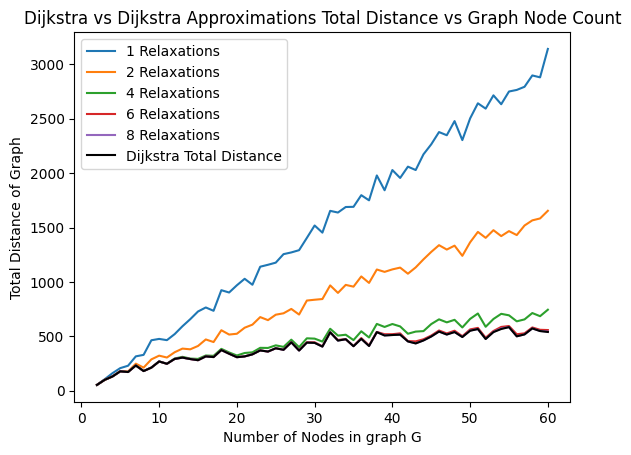 Dijkstra vs Dijkstra Approximations Total Distance vs Graph Node Count
1 Relaxations
2 Relaxations
4 Relaxations
6 Relaxations
8 Relaxations
Dijkstra Total Distance
Total Distance of Graph
3000
2500
2000
1500
1000
500
0
0 10 20 30 40 50 60
Number of Nodes in graph G